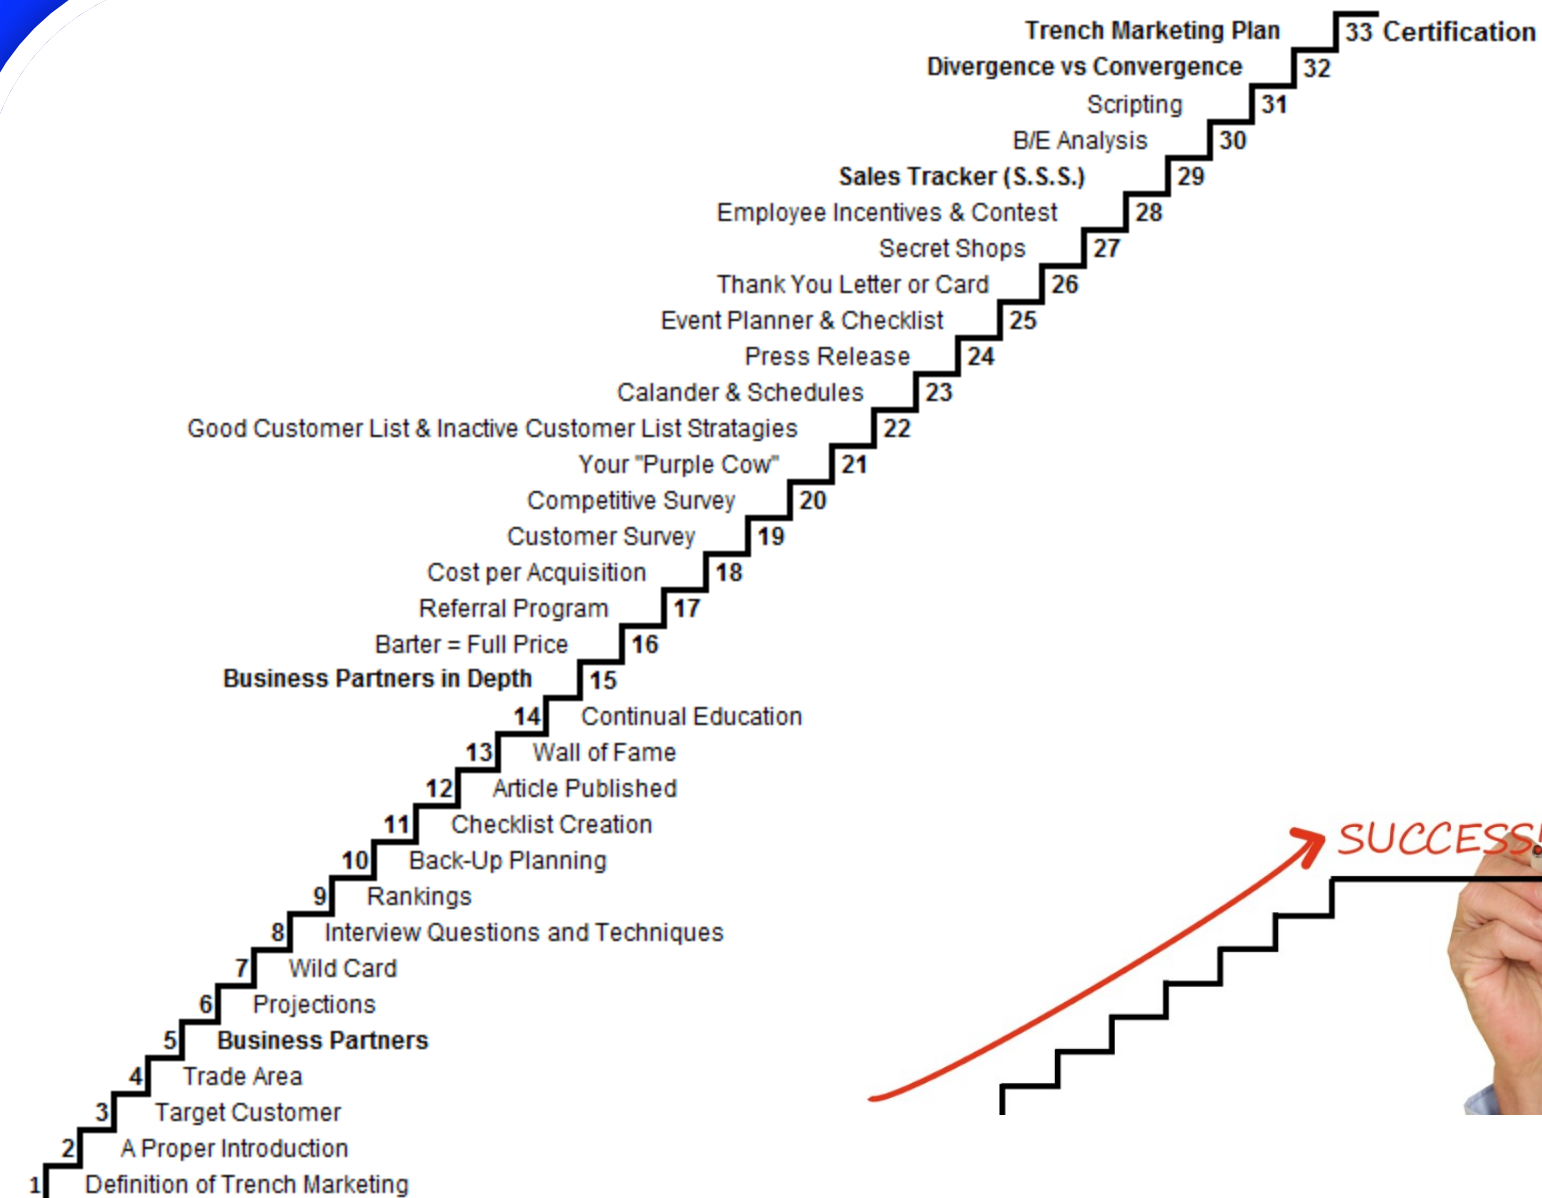 Trench Marketing Plan 33 Certification
Divergence vs Convergence 32
Scripting 31
B/E Analysis 30
Sales Tracker (S.S.S.) 29
Employee Incentives & Contest 28
Secret Shops 27
Thank You Letter or Card 26
Event Planner & Checklist 25
Press Release 24
Calander & Schedules 23
Good Customer List & Inactive Customer List Stratagies 22
Your "Purple Cow" 21
Competitive Survey 20
Customer Survey 19
Cost per Acquisition 18
Referral Program 17
Barter = Full Price 16
Business Partners in Depth 15
14 Continual Education
13 Wall of Fame
12 Article Published
11 Checklist Creation
SUCCESS!
10 Back-Up Planning
9 Rankings
8 Interview Questions and Techniques
7 Wild Card
6 Projections
5 Business Partners
4 Trade Area
3 Target Customer
2 A Proper Introduction
1 Definition of Trench Marketing